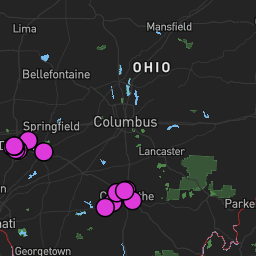 Mansfield
Lima
OHIO
Bellefontaine
Springfield
Columbus
Lancaster
Parke
Georgetown